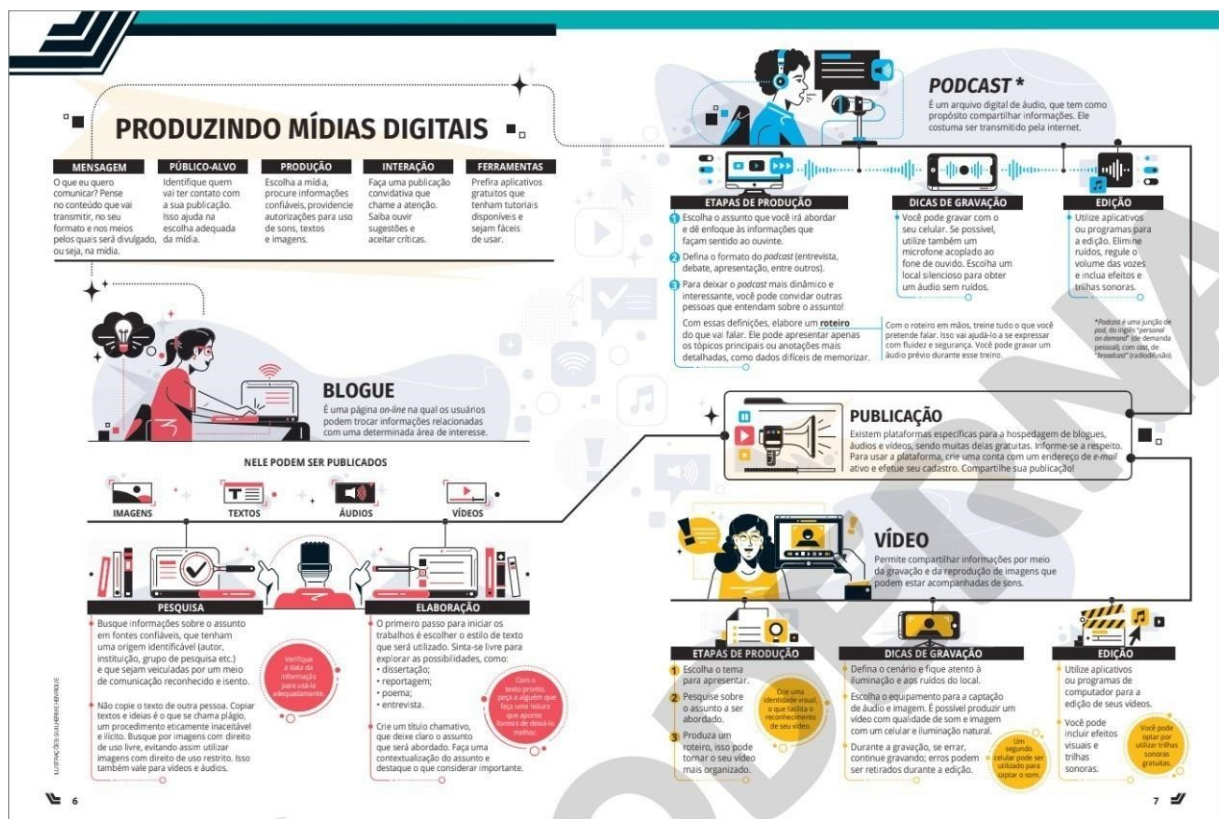 PRODUZINDO MÍDIAS DIGITAIS
MENSAGEM
O que eu quero
comunicar? Pense
no conteúdo que vai
transmitir, no seu
formato e nos meios
pelos quais será divulgado,
ou seja, na mídia.
PÚBLICO-ALVO
Identifique quem
vai ter contato com
a sua publicação.
Isso ajuda na
escolha adequada
da mídia.
PRODUÇÃO
Escolha a mídia,
procure informações
confiáveis, providencie
autorizações para uso
de sons, textos
e imagens.
INTERAÇÃO
Faça uma publicação
convidativa que
chame a atenção.
Saiba ouvir
sugestões e
aceitar críticas.
FERRAMENTAS
Prefira aplicativos
gratuitos que
tenham tutoriais
disponíveis e
sejam fáceis
de usar.
BLOGUE
É uma página on-line na qual os usuários
podem trocar informações relacionadas
com uma determinada área de interesse.
NELE PODEM SER PUBLICADOS
IMAGENS
TEXTOS
ÁUDIOS
VÍDEOS
PESQUISA
Busque informações sobre o assunto
em fontes confiáveis, que tenham
uma origem identificável (autor,
instituição, grupo de pesquisa etc.)
e que sejam veiculadas por um meio
de comunicação reconhecido e isento.
Não copie o texto de outra pessoa. Copiar
textos e ideias é o que se chama plágio,
um procedimento eticamente inaceitável
e ilícito. Busque por imagens com direito
de uso livre, evitando assim utilizar
imagens com direito de uso restrito. Isso
também vale para vídeos e áudios.
Verifique
a data da
informação
para usá-la
adequadamente.
ELABORAÇÃO
O primeiro passo para iniciar os
trabalhos é escolher o estilo de texto
que será utilizado. Sinta-se livre para
explorar as possibilidades, como:
• dissertação;
• reportagem;
• poema;
• entrevista.
Crie um título chamativo,
que deixe claro o assunto
que será abordado. Faça uma
contextualização do assunto e
destaque o que considerar importante.
Com o
texto pronto,
peça a alguém que
faça uma leitura
que aponte
formas de deixá-lo
melhor.
ILUSTRAÇÕES GUILHERME HENRIQUE
6
PODCAST *
É um arquivo digital de áudio, que tem como
propósito compartilhar informações. Ele
costuma ser transmitido pela internet.
ETAPAS DE PRODUÇÃO
1 Escolha o assunto que você irá abordar
e dê enfoque às informações que
façam sentido ao ouvinte.
2 Defina o formato do podcast (entrevista,
debate, apresentação, entre outros).
3 Para deixar o podcast mais dinâmico e
interessante, você pode convidar outras
pessoas que entendam sobre o assunto!
Com essas definições, elabore um roteiro
do que vai falar. Ele pode apresentar apenas
os tópicos principais ou anotações mais
detalhadas, como dados difíceis de memorizar.
DICAS DE GRAVAÇÃO
Você pode gravar com o
seu celular. Se possível,
utilize também um
microfone acoplado ao
fone de ouvido. Escolha um
local silencioso para obter
um áudio sem ruídos.
EDIÇÃO
Utilize aplicativos
ou programas para
a edição. Elimine
ruídos, regule o
volume das vozes
e inclua efeitos e
trilhas sonoras.
Com o roteiro em mãos, treine tudo o que você
pretende falar. Isso vai ajudá-lo a se expressar
com fluidez e segurança. Você pode gravar um
áudio prévio durante esse treino.
*Podcast é uma junção de
pod, do inglês "personal
on demand" (de demanda
pessoal), com cast, de
"broadcast" (radiodifusão).
PUBLICAÇÃO
Existem plataformas específicas para a hospedagem de blogues,
áudios e vídeos, sendo muitas delas gratuitas. Informe-se a respeito.
Para usar a plataforma, crie uma conta com um endereço de e-mail
ativo e efetue seu cadastro. Compartilhe sua publicação!
VÍDEO
Permite compartilhar informações por meio
da gravação e da reprodução de imagens que
podem estar acompanhadas de sons.
ETAPAS DE PRODUÇÃO
1 Escolha o tema
para apresentar.
2 Pesquise sobre
o assunto a ser
abordado.
3 Produza um
roteiro, isso pode
tornar o seu vídeo
mais organizado.
Crie uma
identidade visual,
o que facilita o
reconhecimento
de seu vídeo.
DICAS DE GRAVAÇÃO
Defina o cenário e fique atento à
iluminação e aos ruídos do local.
Escolha o equipamento para a captação
de áudio e imagem. É possível produzir um
vídeo com qualidade de som e imagem
com um celular e iluminação natural.
Durante a gravação, se errar,
continue gravando; erros podem
ser retirados durante a edição.
Um
segundo
celular pode ser
utilizado para
captar o som.
EDIÇÃO
Utilize aplicativos
ou programas de
computador para a
edição de seus vídeos.
Você pode
incluir efeitos
visuais e
trilhas
sonoras.
Você pode
optar por
utilizar trilhas
sonoras
gratuitas.
7